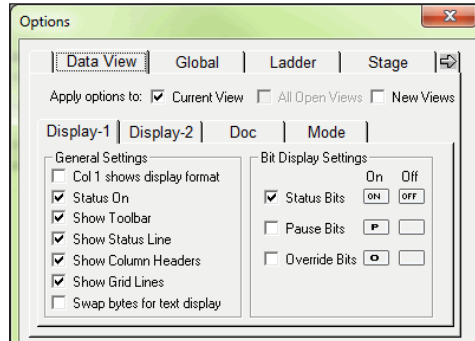 Options
Data View Global Ladder Stage
Apply options to: Current View All Open Views New Views
Display-1 Display-2 Doc Mode
General Settings
Col 1 shows display format
Status On
Show Toolbar
Show Status Line
Show Column Headers
Show Grid Lines
Swap bytes for text display
Bit Display Settings
On Off
Status Bits ON OFF
Pause Bits P
Override Bits O